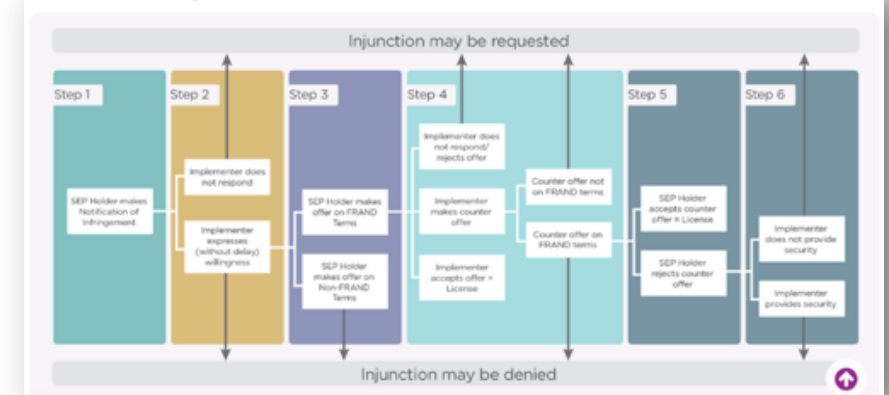 Injunction may be requested
Step 1
SEP Holder makes
Notification of
Infringement
Step 2
Implementer does
not respond
Implementer
expresses
(without delay)
willingness
Step 3
SEP Holder makes
offer on FRAND
Terms
SEP Holder
makes offer on
Non-FRAND
Terms
Step 4
Implementer does
not respond/
rejects offer
Implementer
makes counter
offer
Implementer
accepts offer =
License
Counter offer not
on FRAND terms
Counter offer on
FRAND terms
Step 5
SEP Holder
accepts counter
offer = License
SEP Holder
rejects counter
offer
Step 6
Implementer
does not provide
security
Implementer
provides security
Injunction may be denied